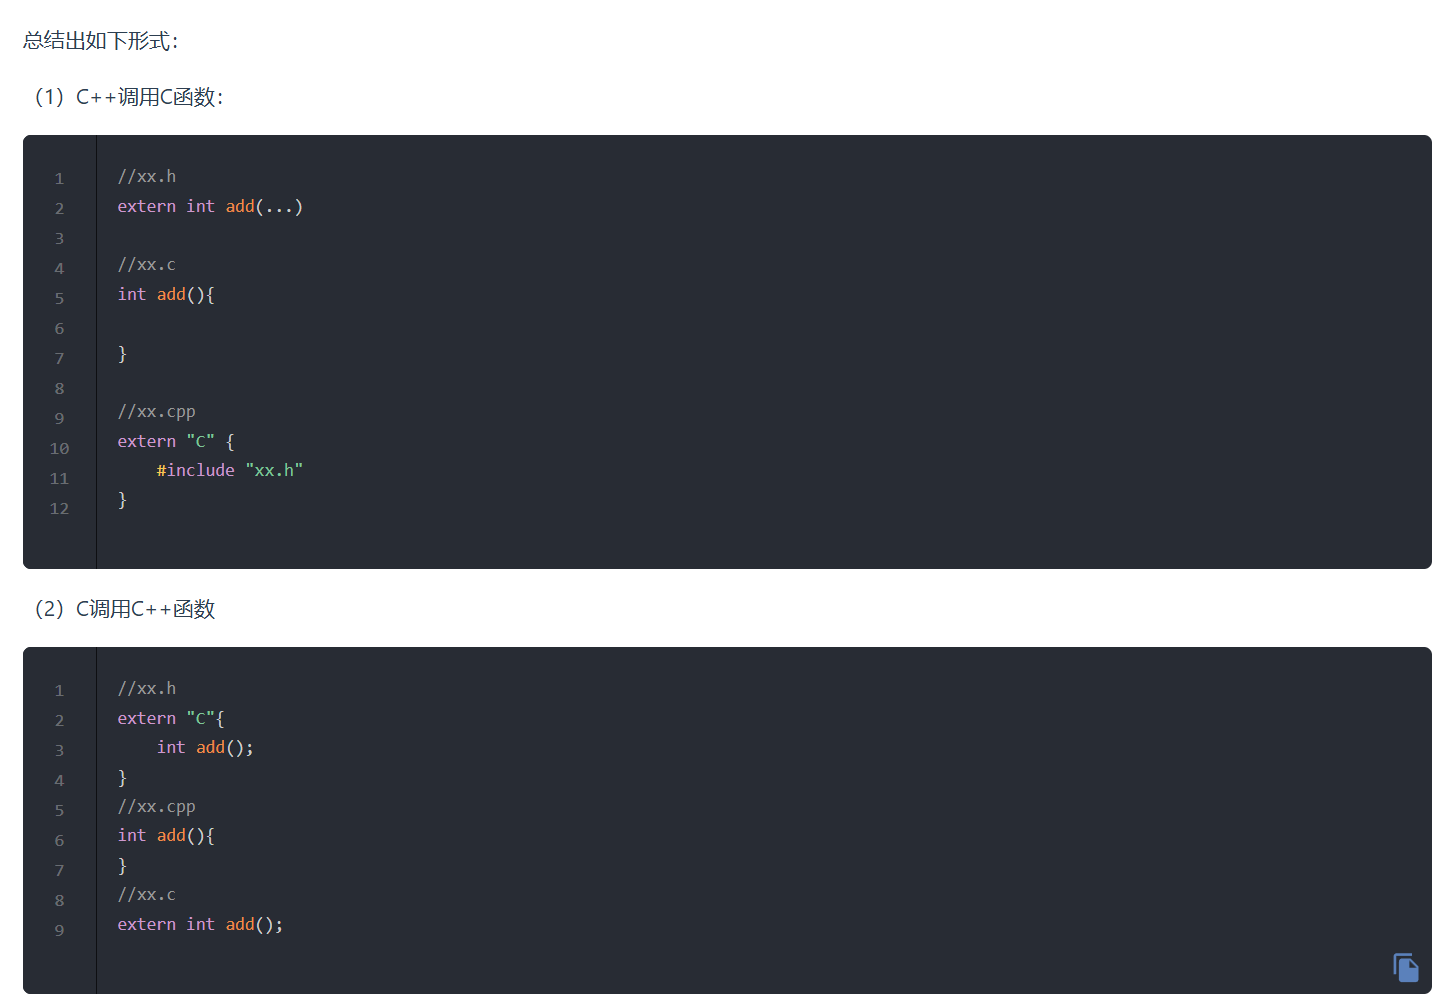 总结出如下形式：
（1）C++调用C函数：
1 //xx.h
2 extern int add(...)
3
4 //xx.c
5 int add(){
6
7 }
8
9 //xx.cpp
10 extern "C" {
11     #include "xx.h"
12 }
（2）C调用C++函数
1 //xx.h
2 extern "C"{
3     int add();
4 }
5 //xx.cpp
6 int add(){
7 }
8 //xx.c
9 extern int add();